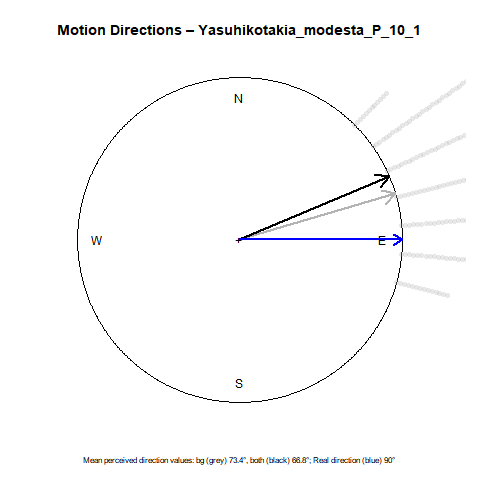 Motion Directions – Yasuhikotakia_modesta_P_10_1
N
W
E
S
Mean perceived direction values: bg (grey) 73.4°, both (black) 66.8°; Real direction (blue) 90°